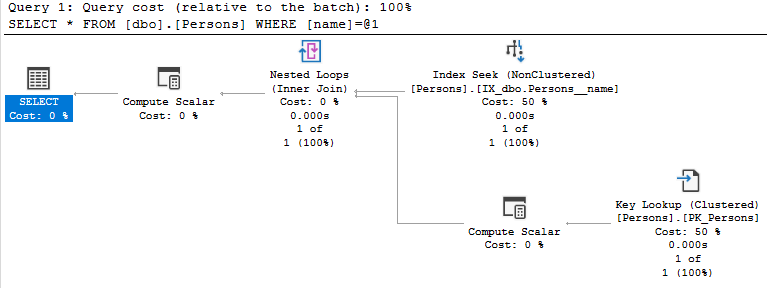 Query 1: Query cost (relative to the batch): 100%
SELECT * FROM [dbo].[Persons] WHERE [name]=@1
SELECT
Cost: 0 %
Compute Scalar
Cost: 0 %
Nested Loops
(Inner Join)
Cost: 0 %
0.000s
1 of
1 (100%)
Index Seek (NonClustered)
[Persons].[IX_dbo.Persons__name]
Cost: 50 %
0.000s
1 of
1 (100%)
Compute Scalar
Cost: 0 %
Key Lookup (Clustered)
[Persons].[PK_Persons]
Cost: 50 %
0.000s
1 of
1 (100%)